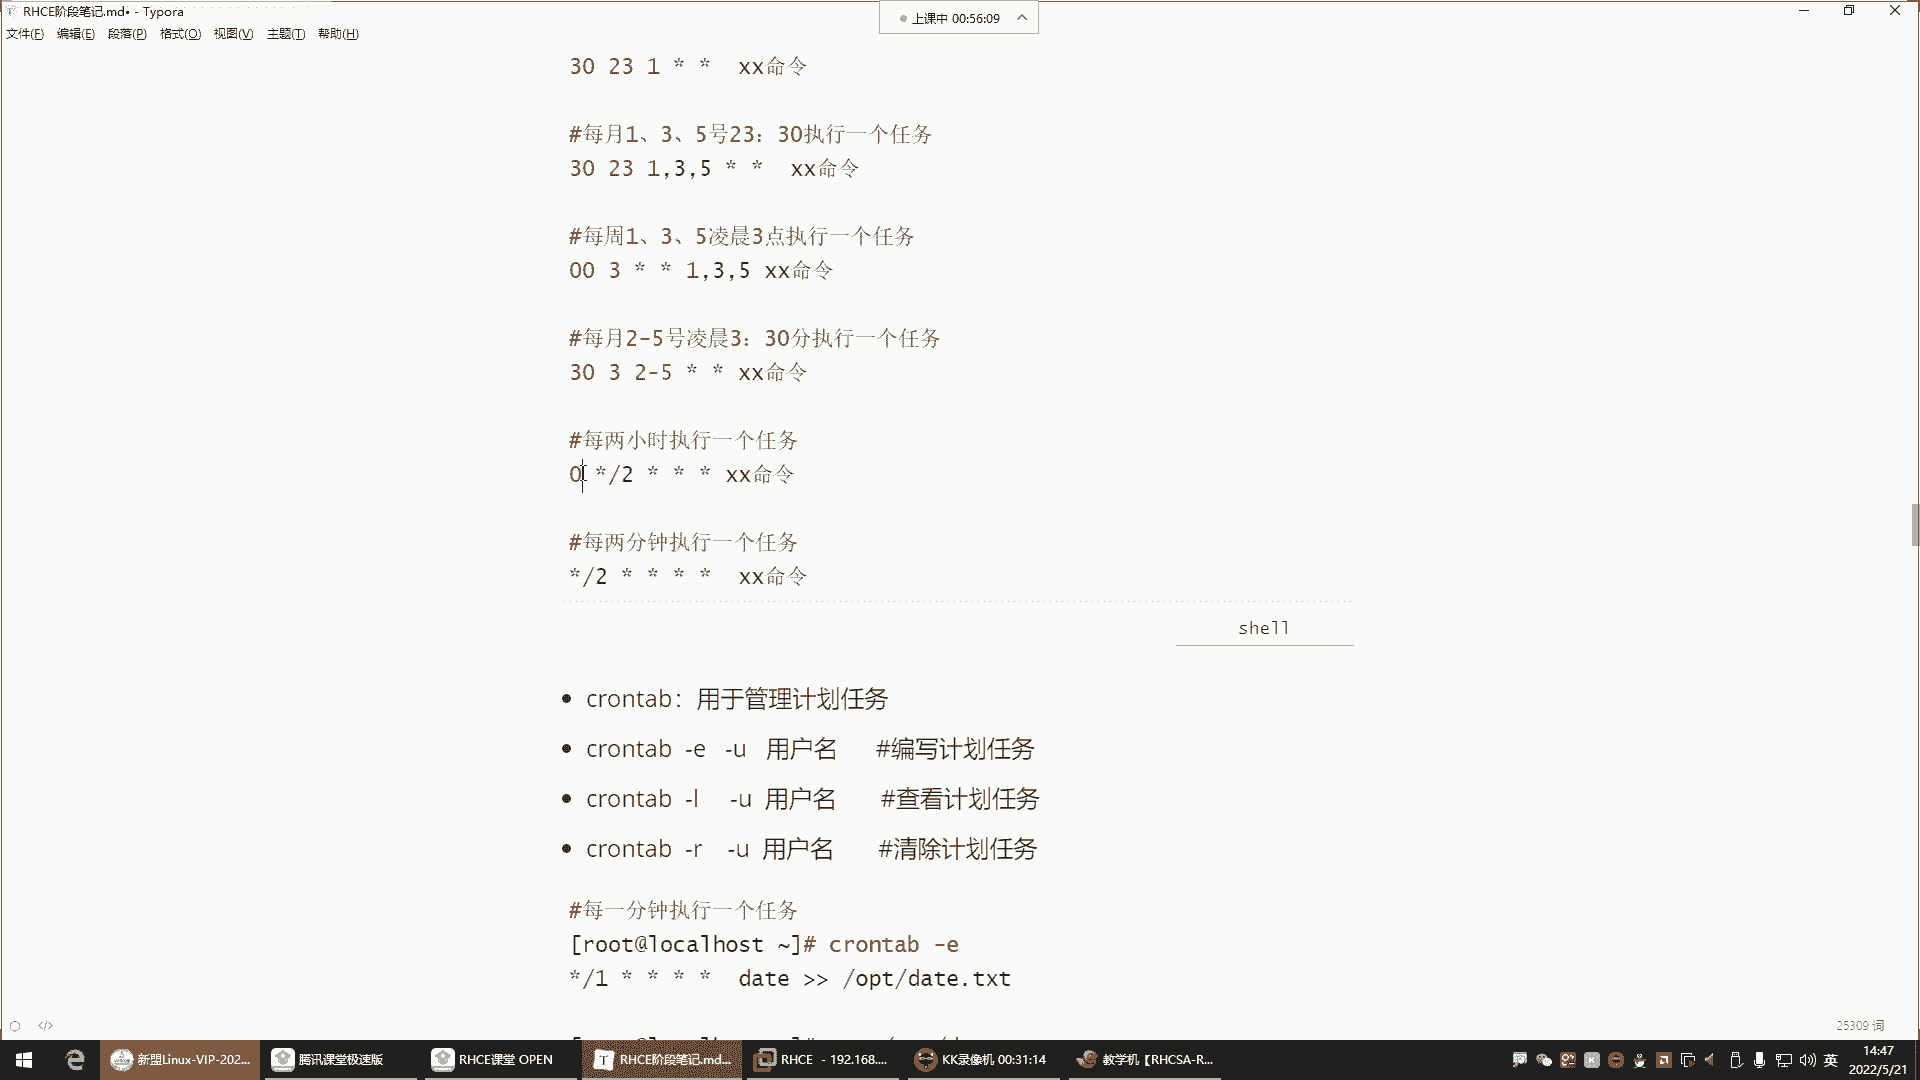 RHCE阶段笔记.md• - Typora
上课中 00:56:09
文件(F) 编辑(E) 段落(P) 格式(O) 视图(V) 主题(T) 帮助(H)
30 23 1 * * xx命令
#每月1、3、5号23：30执行一个任务
30 23 1,3,5 * * xx命令
#每周1、3、5凌晨3点执行一个任务
00 3 * * 1,3,5 xx命令
#每月2-5号凌晨3：30分执行一个任务
30 3 2-5 * * xx命令
#每两小时执行一个任务
0 */2 * * * xx命令
#每两分钟执行一个任务
*/2 * * * * xx命令
shell
• crontab：用于管理计划任务
• crontab -e -u 用户名 #编写计划任务
• crontab -l -u 用户名 #查看计划任务
• crontab -r -u 用户名 #清除计划任务
#每一分钟执行一个任务
[root@localhost ~]# crontab -e
*/1 * * * * date >> /opt/date.txt
25309 词
新盟Linux-VIP-202... 腾讯课堂极速版 RHCE课堂 OPEN RHCE阶段笔记.md... RHCE - 192.168.... KK录像机 00:31:14 教学机【RHCSA-R... 英 14:47
2022/5/21